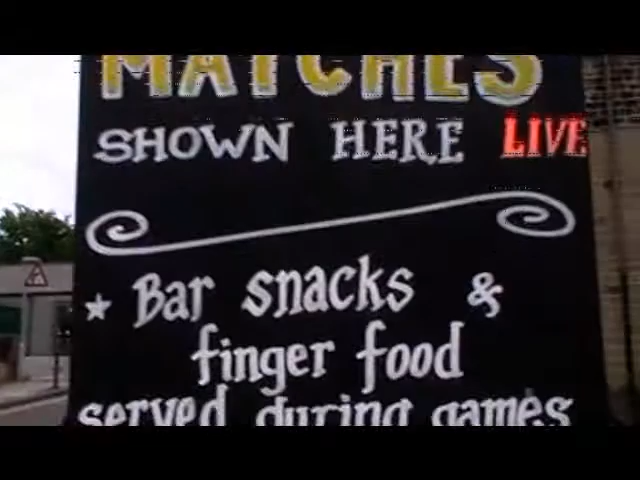 MATCHES
SHOWN HERE LIVE
Bar snacks &
finger food
served during games